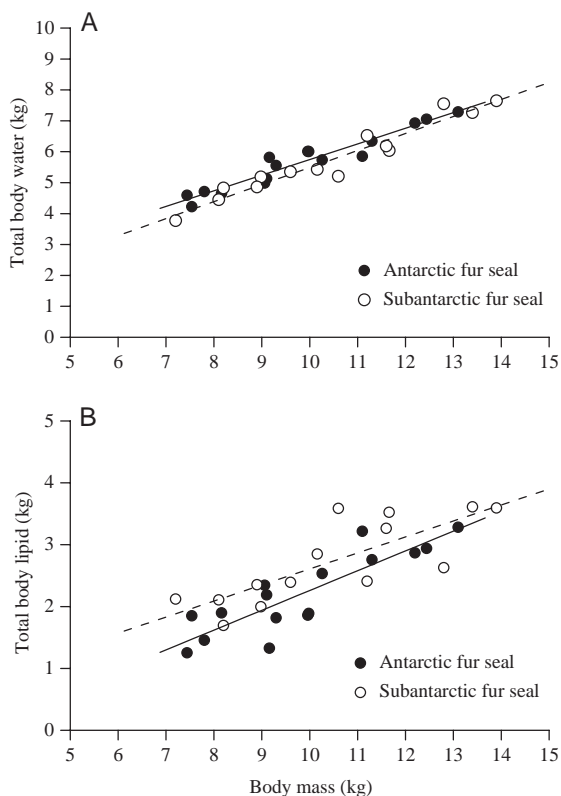 A
10
9
8
7
6
5
4
3
2
1
0
Total body water (kg)
Antarctic fur seal
Subantarctic fur seal
5 6 7 8 9 10 11 12 13 14 15
B
5
4
3
2
1
0
Total body lipid (kg)
Antarctic fur seal
Subantarctic fur seal
5 6 7 8 9 10 11 12 13 14 15
Body mass (kg)